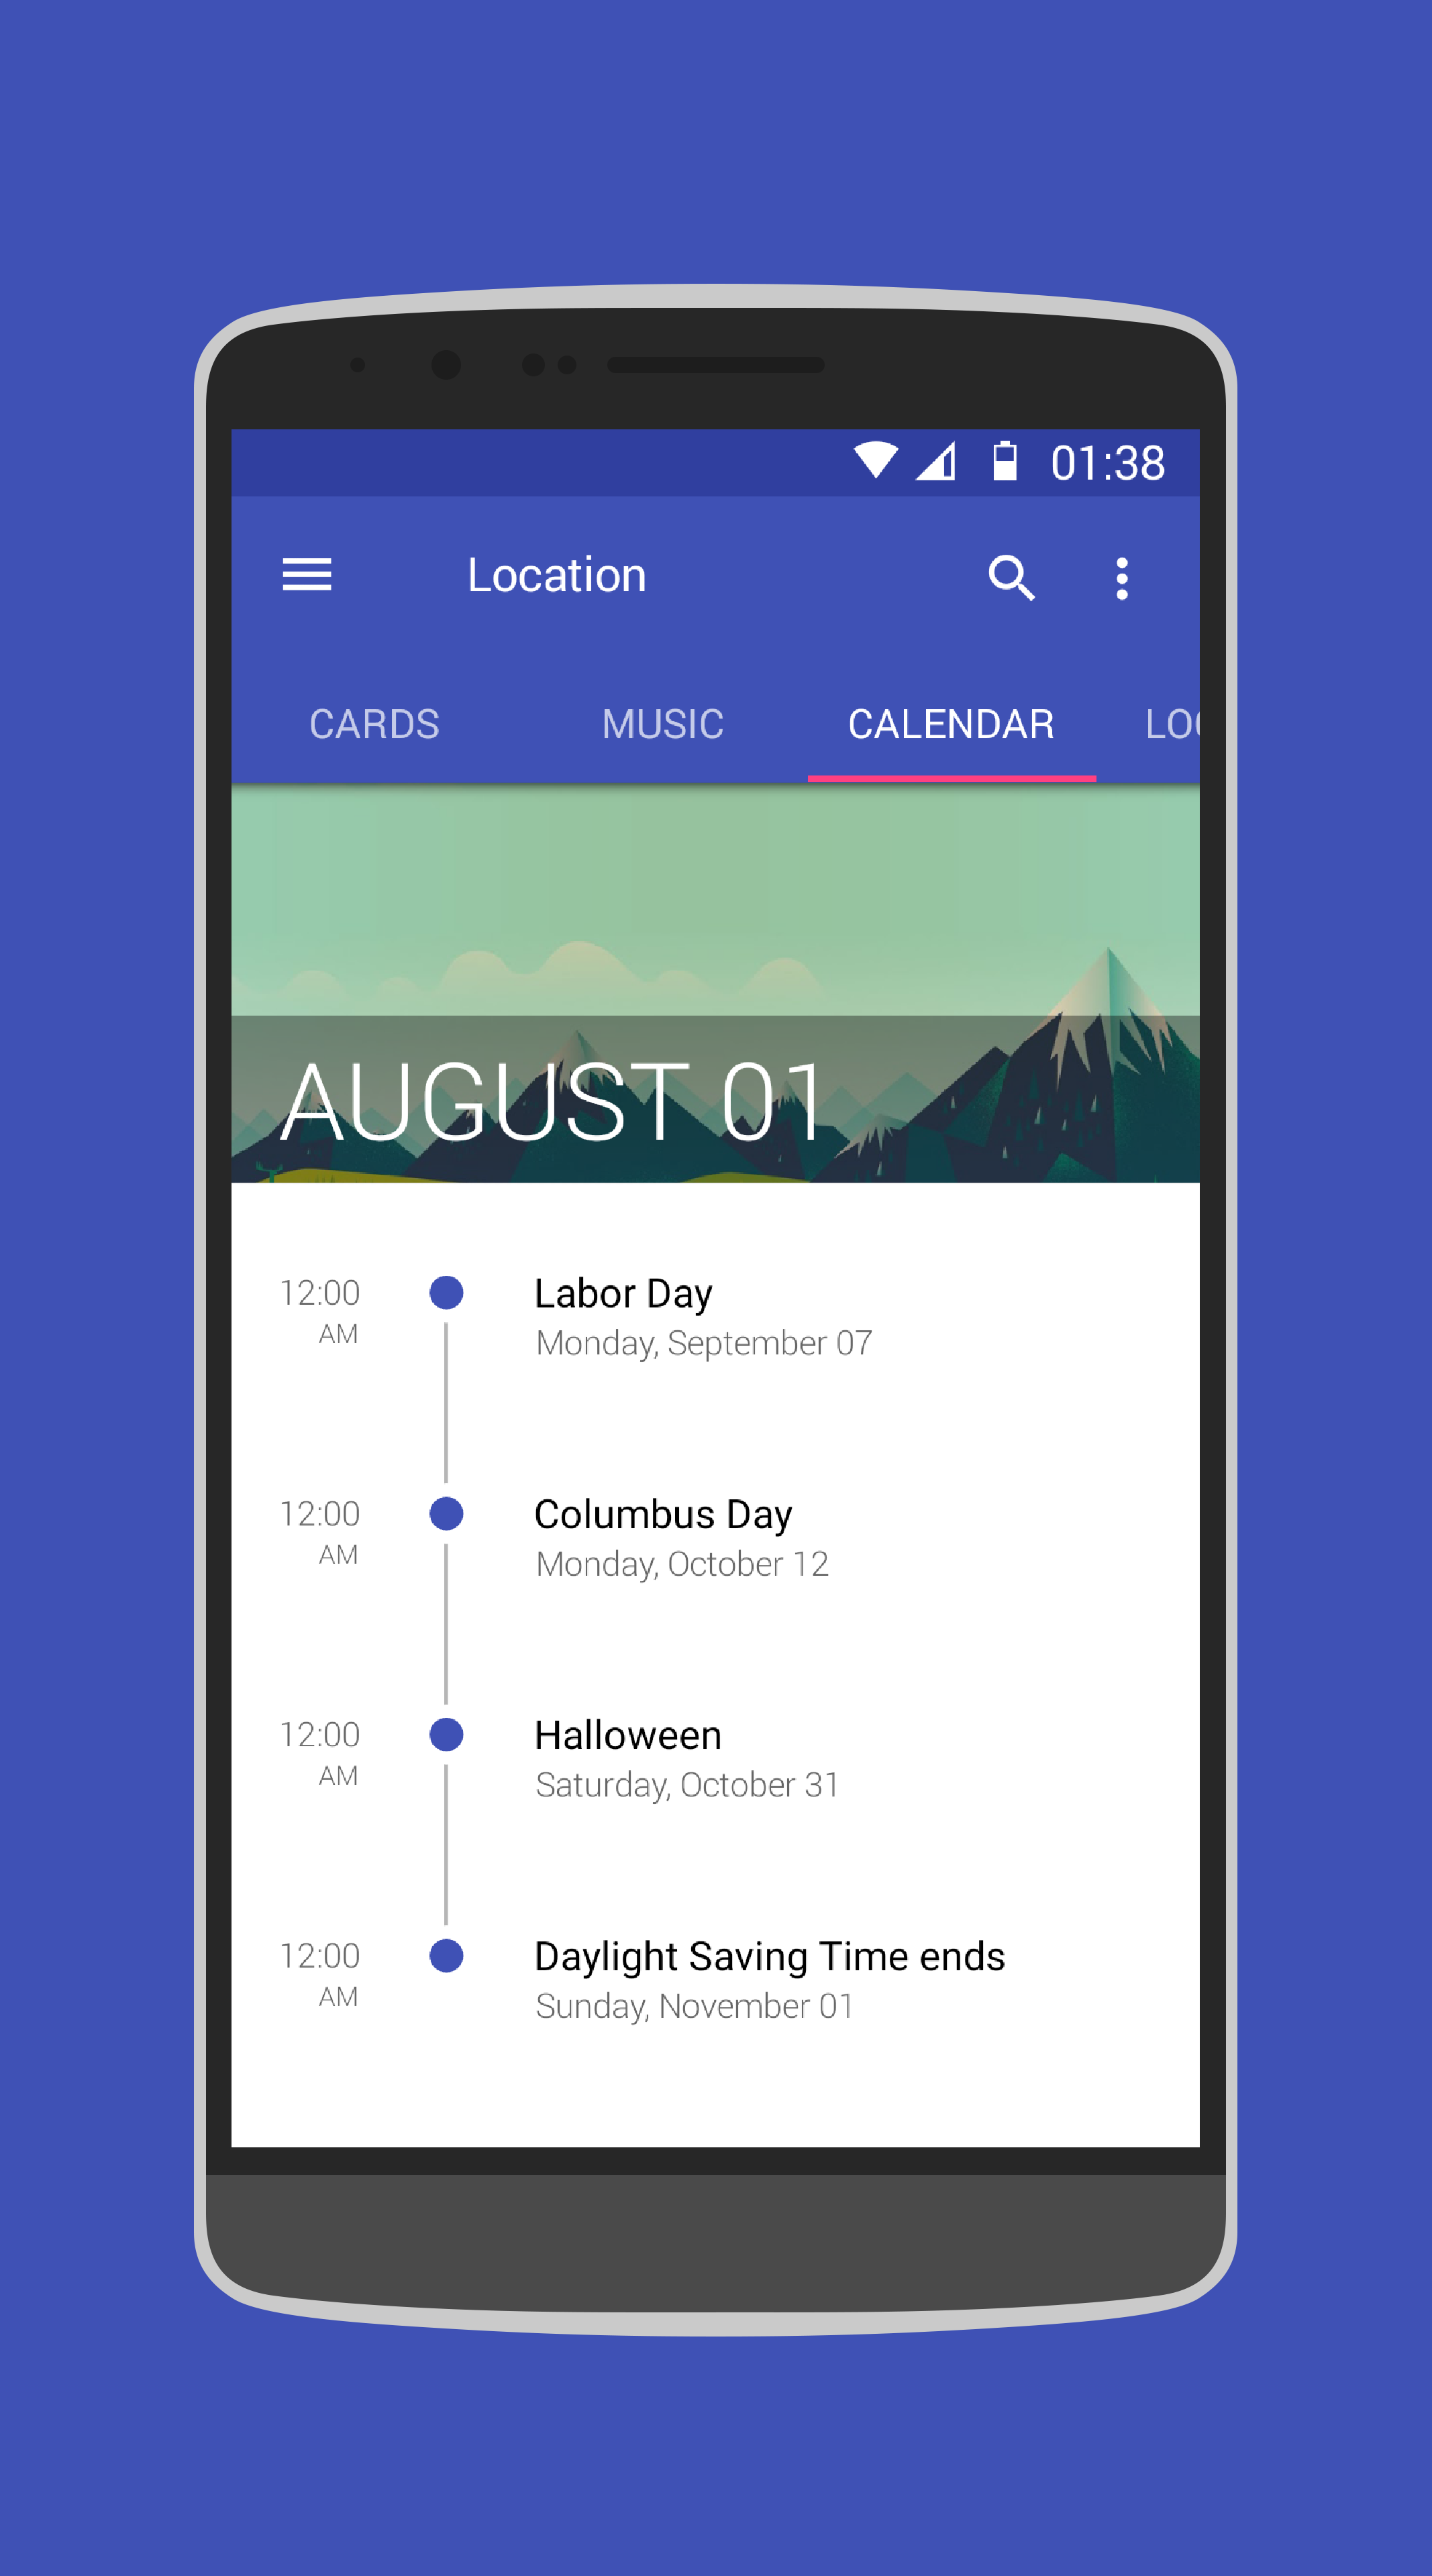 01:38
Location
CARDS MUSIC CALENDAR
AUGUST 01
12:00 Labor Day
AM Monday, September 07
12:00 Columbus Day
AM Monday, October 12
12:00 Halloween
AM Saturday, October 31
12:00 Daylight Saving Time ends
AM Sunday, November 01